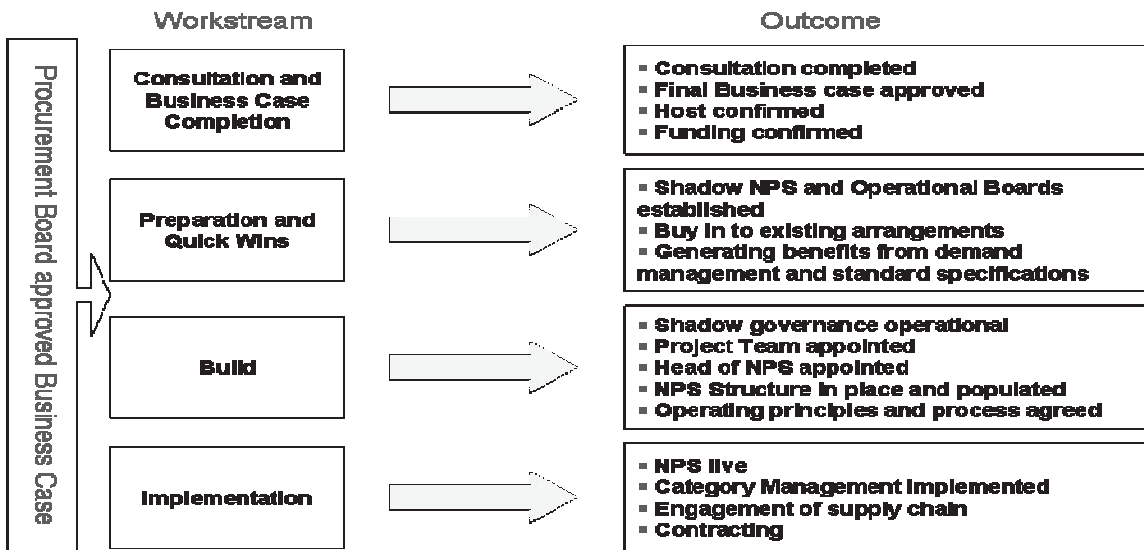 Workstream
Outcome
Procurement Board approved Business Case
Consultation and
Business Case
Completion
▪ Consultation completed
▪ Final Business case approved
▪ Host confirmed
▪ Funding confirmed
Preparation and
Quick Wins
▪ Shadow NPS and Operational Boards
established
▪ Buy in to existing arrangements
▪ Generating benefits from demand
management and standard specifications
Build
▪ Shadow governance operational
▪ Project Team appointed
▪ Head of NPS appointed
▪ NPS Structure in place and populated
▪ Operating principles and process agreed
Implementation
▪ NPS live
▪ Category Management Implemented
▪ Engagement of supply chain
▪ Contracting